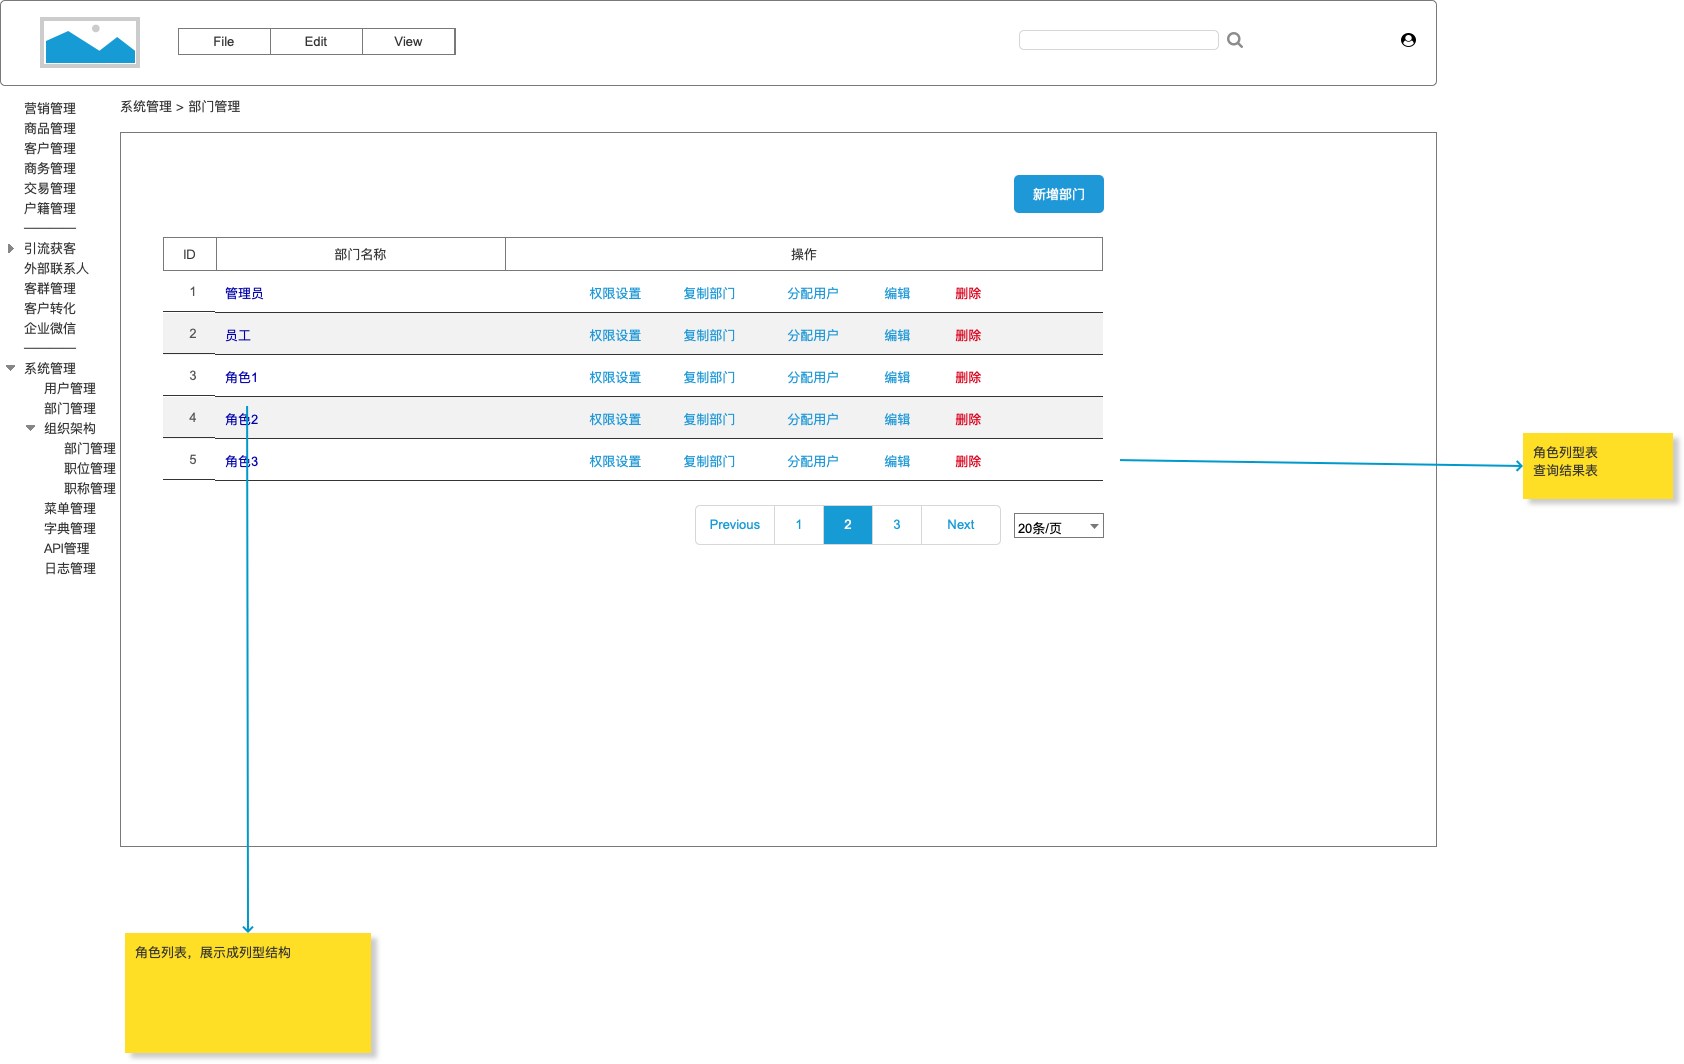 File Edit View
系统管理 > 部门管理
营销管理
商品管理
客户管理
商务管理
交易管理
户籍管理
引流获客
外部联系人
客群管理
客户转化
企业微信
系统管理
用户管理
部门管理
组织架构
部门管理
职位管理
职称管理
菜单管理
字典管理
API管理
日志管理
新增部门
ID 部门名称 操作
1 管理员 权限设置 复制部门 分配用户 编辑 删除
2 员工 权限设置 复制部门 分配用户 编辑 删除
3 角色1 权限设置 复制部门 分配用户 编辑 删除
4 角色2 权限设置 复制部门 分配用户 编辑 删除
5 角色3 权限设置 复制部门 分配用户 编辑 删除
Previous 1 2 3 Next 20条/页
角色列型表
查询结果表
角色列表，展示成列型结构